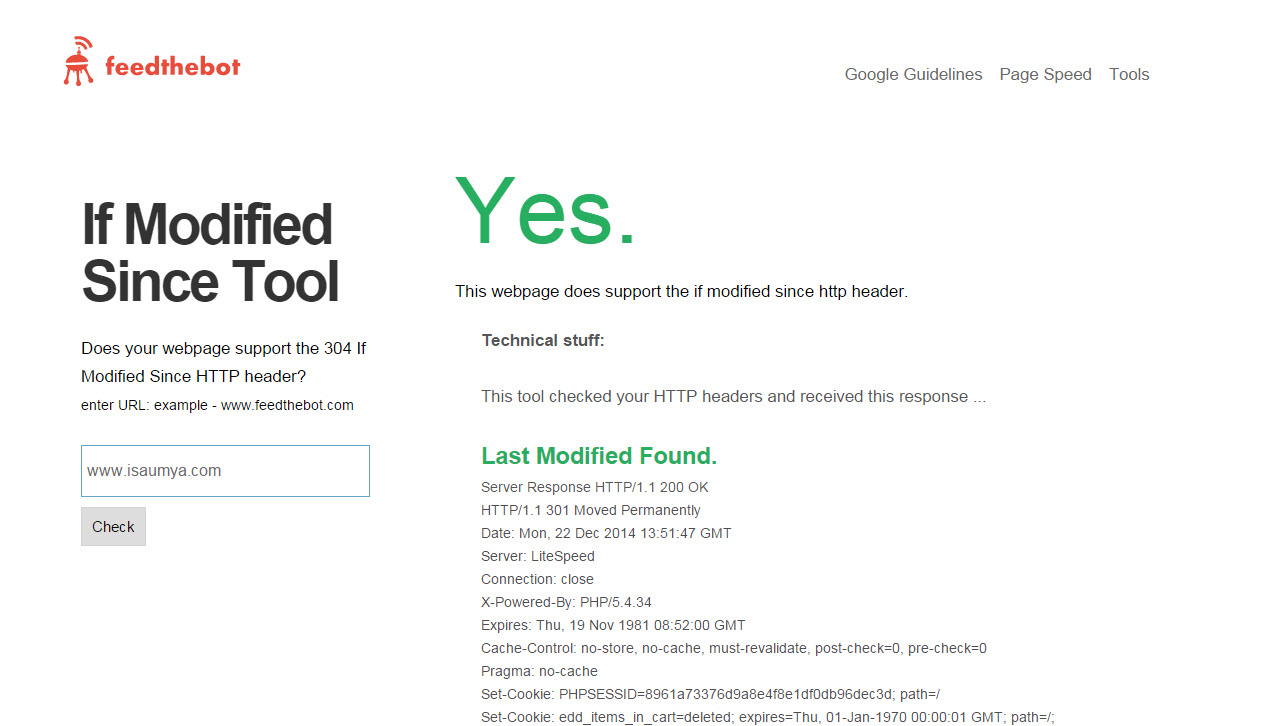 feedthebot
Google Guidelines
Page Speed
Tools
If Modified
Since Tool
Does your webpage support the 304 If
Modified Since HTTP header?
enter URL: example - www.feedthebot.com
www.isaumya.com
Check
Yes.
This webpage does support the if modified since http header.
Technical stuff:
This tool checked your HTTP headers and received this response ...
Last Modified Found.
Server Response HTTP/1.1 200 OK
HTTP/1.1 301 Moved Permanently
Date: Mon, 22 Dec 2014 13:51:47 GMT
Server: LiteSpeed
Connection: close
X-Powered-By: PHP/5.4.34
Expires: Thu, 19 Nov 1981 08:52:00 GMT
Cache-Control: no-store, no-cache, must-revalidate, post-check=0, pre-check=0
Pragma: no-cache
Set-Cookie: PHPSESSID=8961a73376d9a8e4f8e1df0db96dec3d; path=/
Set-Cookie: edd_items_in_cart=deleted; expires=Thu, 01-Jan-1970 00:00:01 GMT; path=/;